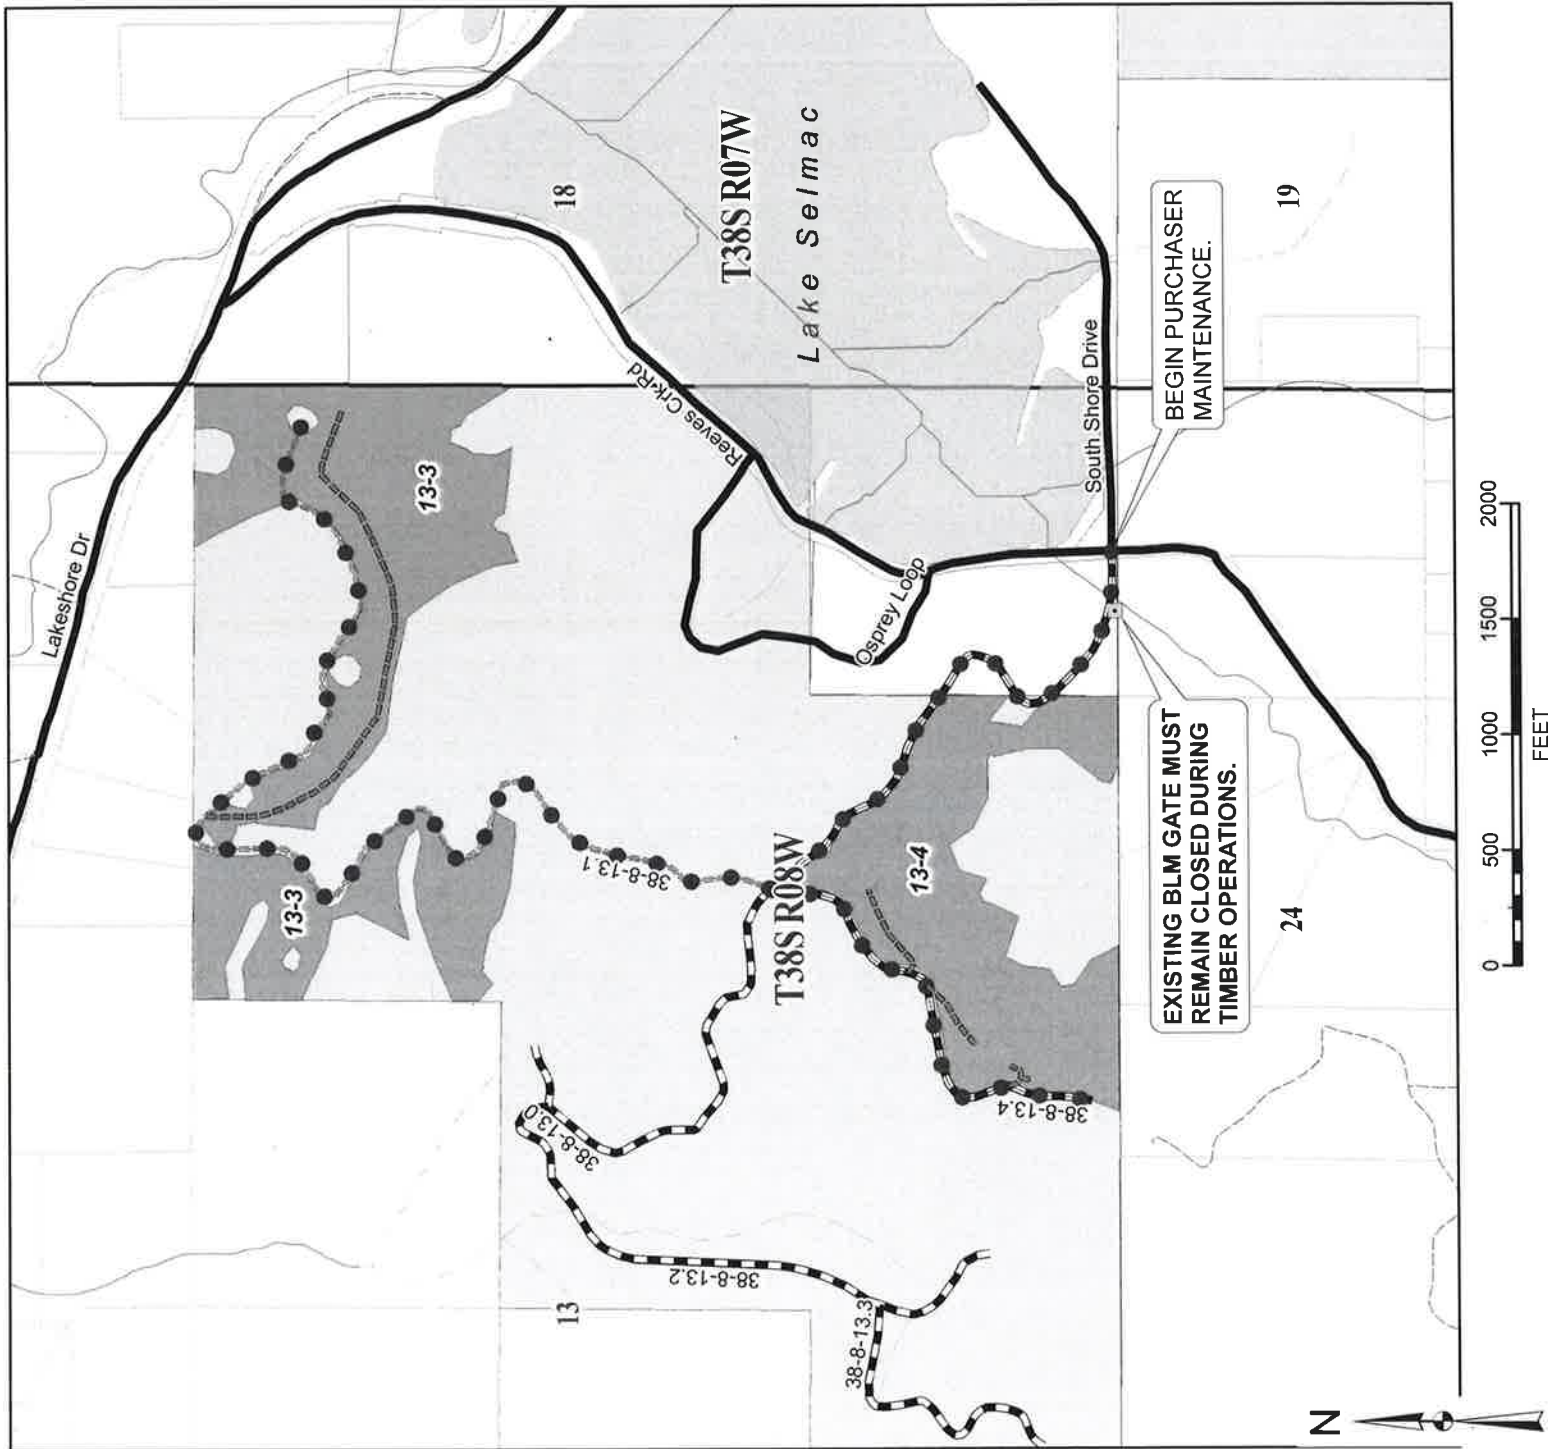 Lakeshore Dr
18
T38S R07W
Lake Selmac
13-3
Reeves Crk Rd
13-3
38-8-13.1
Osprey Loop
South Shore Drive
BEGIN PURCHASER
MAINTENANCE.
19
T38S R08W
13-4
38-8-13.0
38-8-13.4
EXISTING BLM GATE MUST
REMAIN CLOSED DURING
TIMBER OPERATIONS.
24
38-8-13.2
13
38-8-13.3
N
0 500 1000 1500 2000
FEET